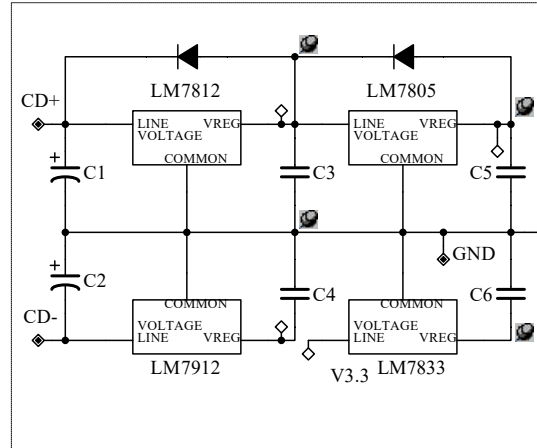 LM7812
LM7805
CD+
LINE VREG
VOLTAGE
COMMON
LINE VREG
VOLTAGE
COMMON
+
C1
C3
C5
GND
+
C2
C4
C6
COMMON
VOLTAGE
LINE VREG
COMMON
VOLTAGE
LINE VREG
CD-
LM7912
V3.3
LM7833